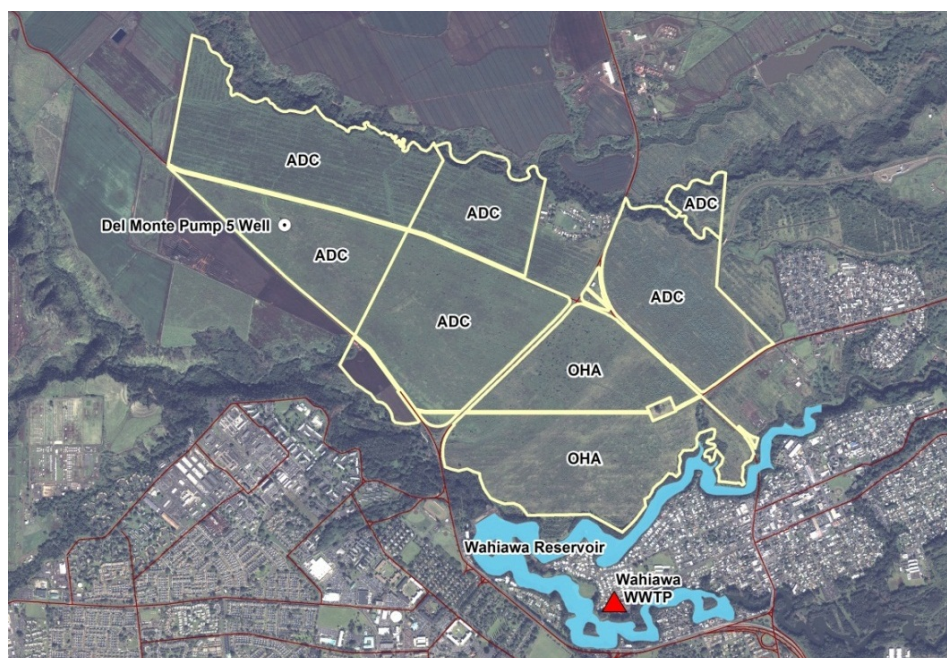 ADC
ADC
ADC
Del Monte Pump 5 Well
ADC
ADC
ADC
OHA
OHA
Wahiawa Reservoir
Wahiawa
WWTP